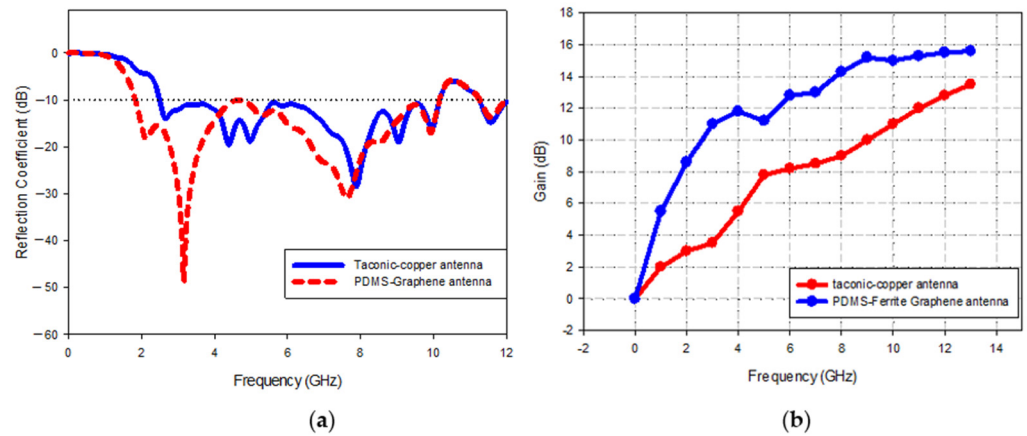 0
−10
−20
−30
−40
−50
−60
Reflection Coefficient (dB)
Taconic-copper antenna
PDMS-Graphene antenna
0 2 4 6 8 10 12
Frequency (GHz)
(a)
18
16
14
12
10
8
6
4
2
0
-2
Gain (dB)
taconic-copper antenna
PDMS-Ferrite Graphene antenna
0 2 4 6 8 10 12 14
Frequency (GHz)
(b)